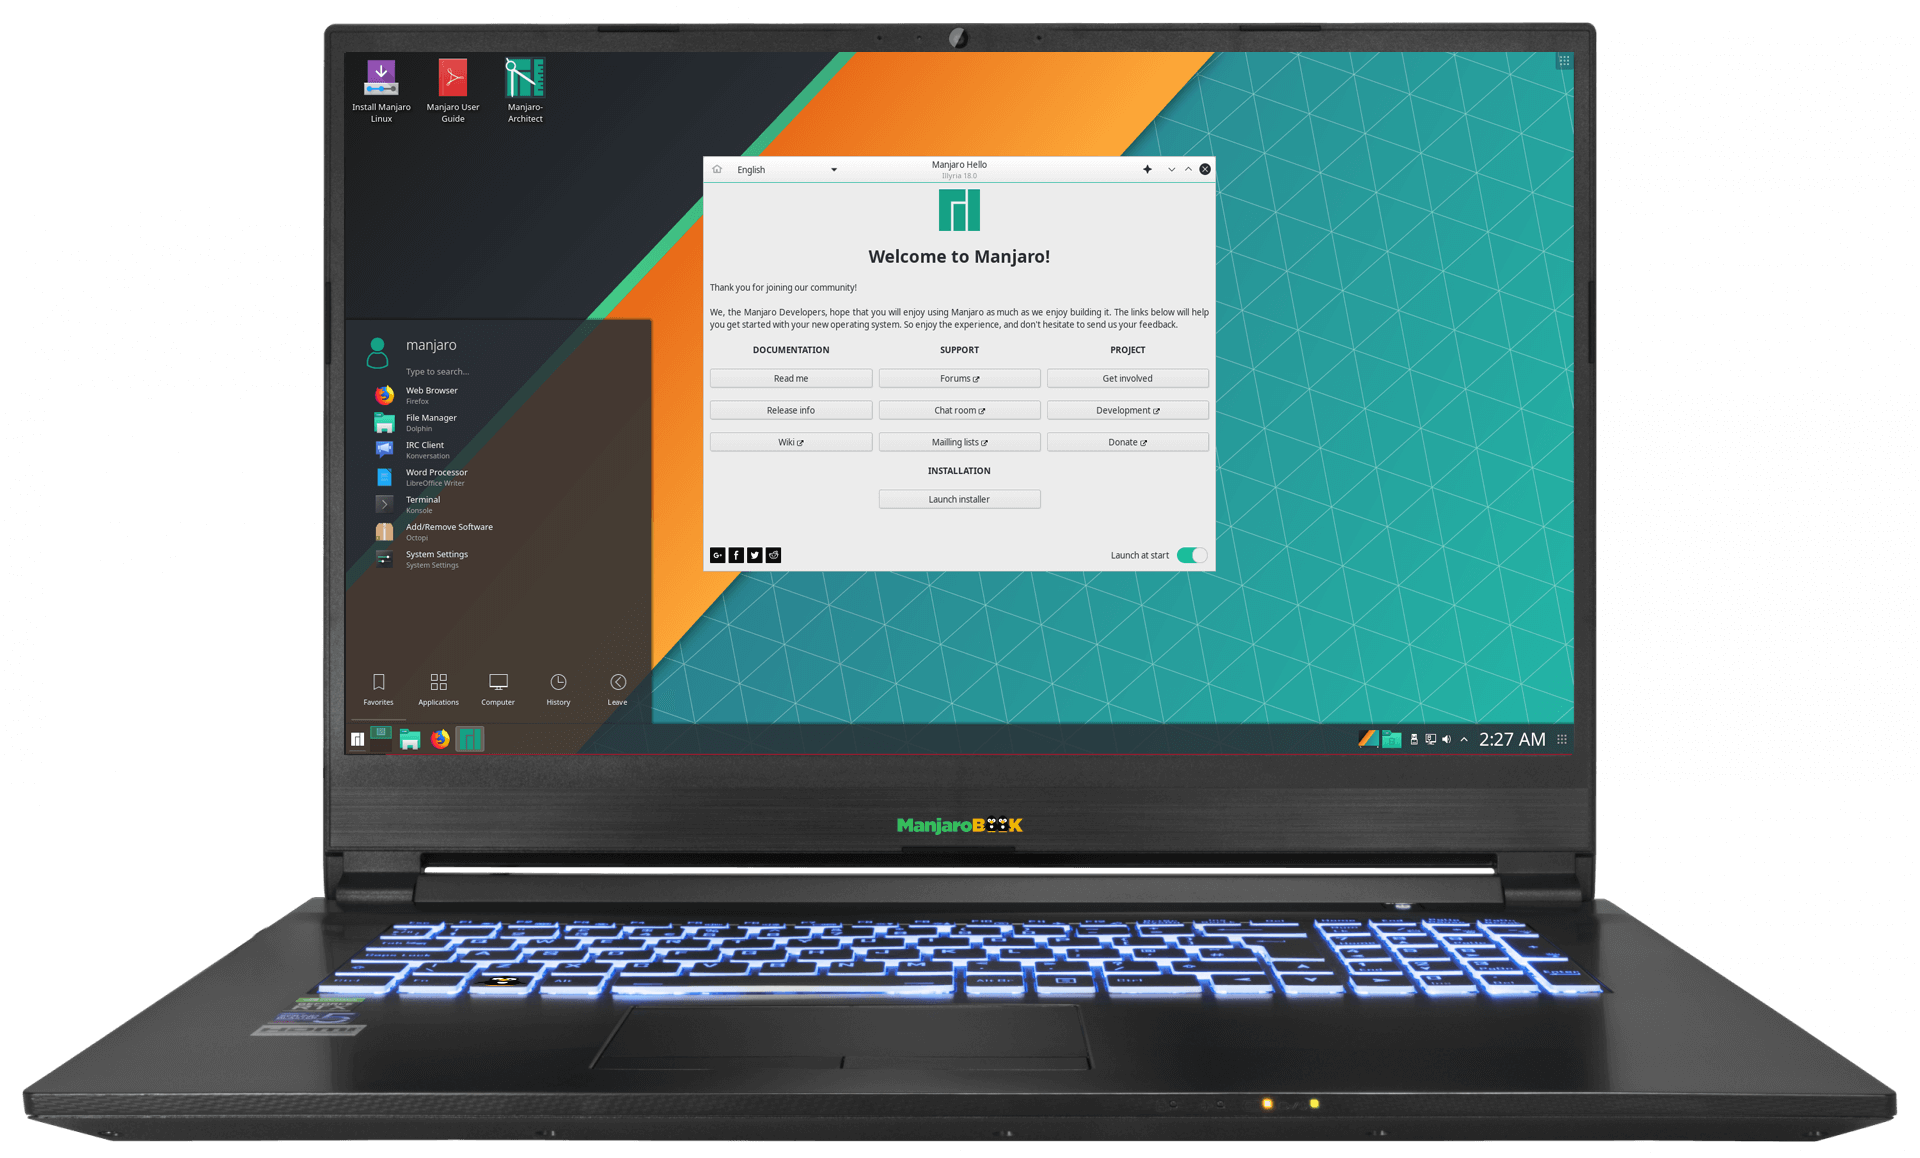 Install Manjaro
Linux
Manjaro User
Guide
Manjaro-
Architect
English
Manjaro Hello
Illyria 18.0
Welcome to Manjaro!
Thank you for joining our community!
We, the Manjaro Developers, hope that you will enjoy using Manjaro as much as we enjoy building it. The links below will help
you get started with your new operating system. So enjoy the experience, and don't hesitate to send us your feedback.
DOCUMENTATION SUPPORT PROJECT
Read me Forums Get involved
Release info Chat room Development
Wiki Mailling lists Donate
INSTALLATION
Launch installer
Launch at start
manjaro
Type to search...
Web Browser
Firefox
File Manager
Dolphin
IRC Client
Konversation
Word Processor
LibreOffice Writer
Terminal
Konsole
Add/Remove Software
Octopi
System Settings
System Settings
Favorites Applications Computer History Leave
2:27 AM
ManjaroBOOK
RTX
HDMI